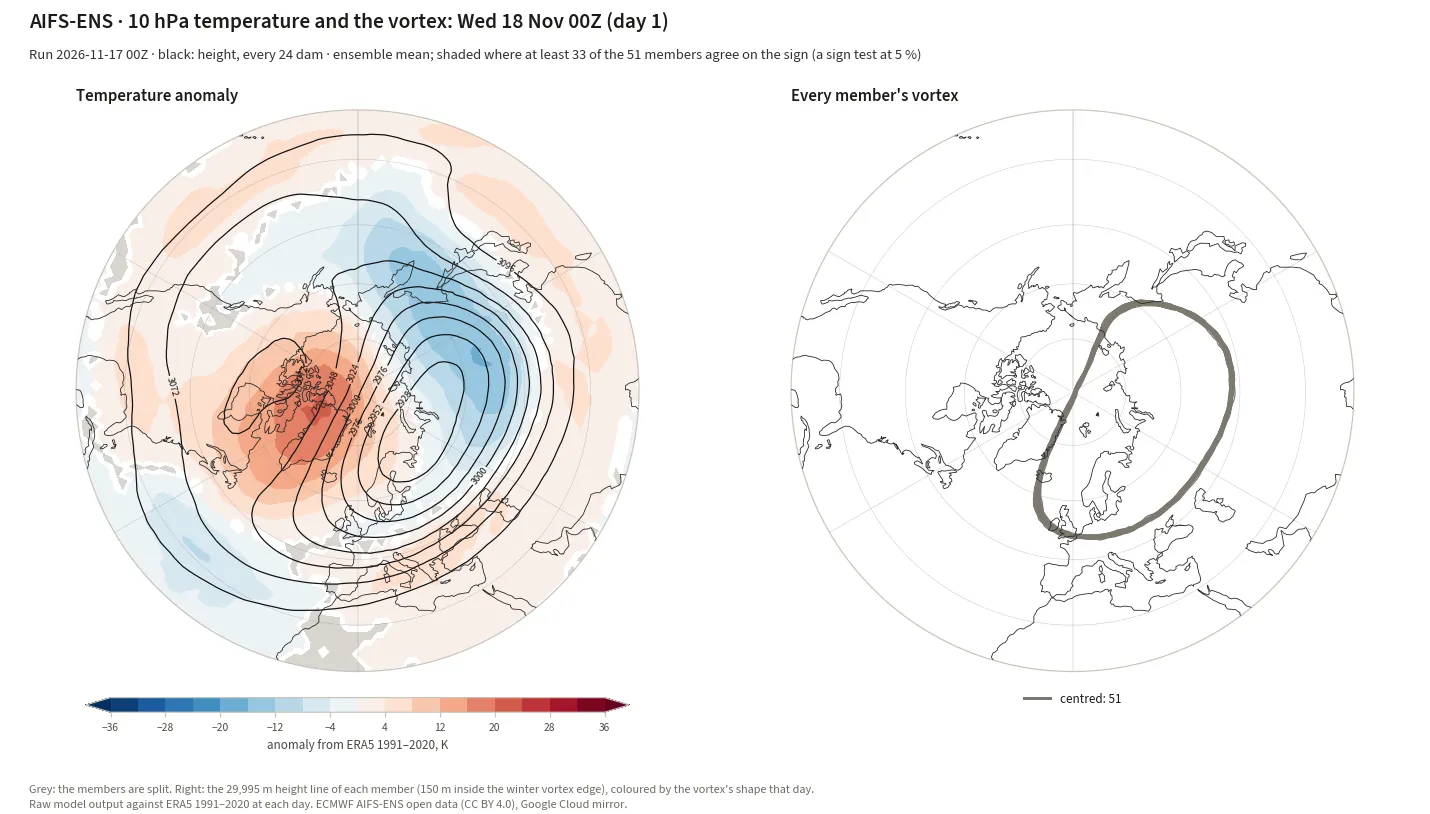 AIFS-ENS · 10 hPa temperature and the vortex: Wed 18 Nov 00Z (day 1)
Run 2026-11-17 00Z · black: height, every 24 dam · ensemble mean; shaded where at least 33 of the 51 members agree on the sign (a sign test at 5 %)
Temperature anomaly
Every member's vortex
3096
3072
3048
3024
3000
2976
2976
2952
2928
3000
centred: 51
−36 −28 −20 −12 −4 4 12 20 28 36
anomaly from ERA5 1991–2020, K
Grey: the members are split. Right: the 29,995 m height line of each member (150 m inside the winter vortex edge), coloured by the vortex's shape that day.
Raw model output against ERA5 1991–2020 at each day. ECMWF AIFS-ENS open data (CC BY 4.0), Google Cloud mirror.